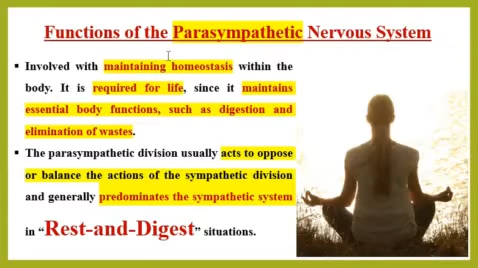 Functions of the Parasympathetic Nervous System
▪ Involved with maintaining homeostasis within the
body. It is required for life, since it maintains
essential body functions, such as digestion and
elimination of wastes.
▪ The parasympathetic division usually acts to oppose
or balance the actions of the sympathetic division
and generally predominates the sympathetic system
in “Rest-and-Digest” situations.